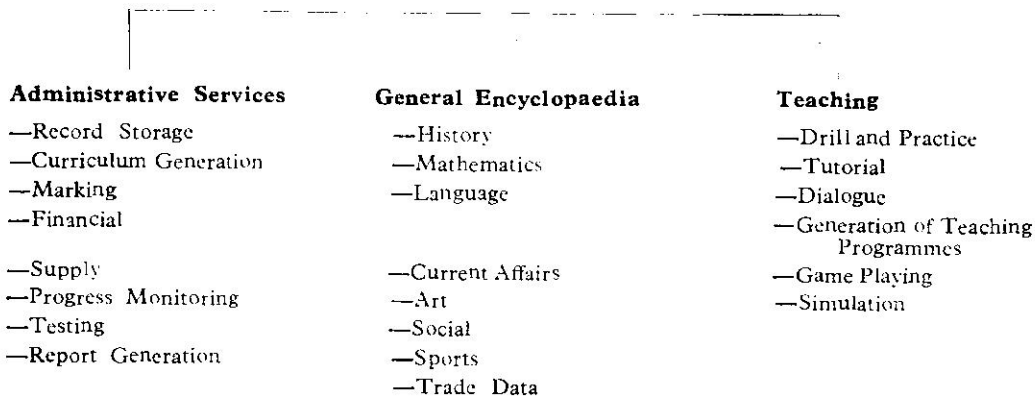 Administrative Services
—Record Storage
—Curriculum Generation
—Marking
—Financial
—Supply
—Progress Monitoring
—Testing
—Report Generation
General Encyclopaedia
—History
—Mathematics
—Language
—Current Affairs
—Art
—Social
—Sports
—Trade Data
Teaching
—Drill and Practice
—Tutorial
—Dialogue
—Generation of Teaching
Programmes
—Game Playing
—Simulation